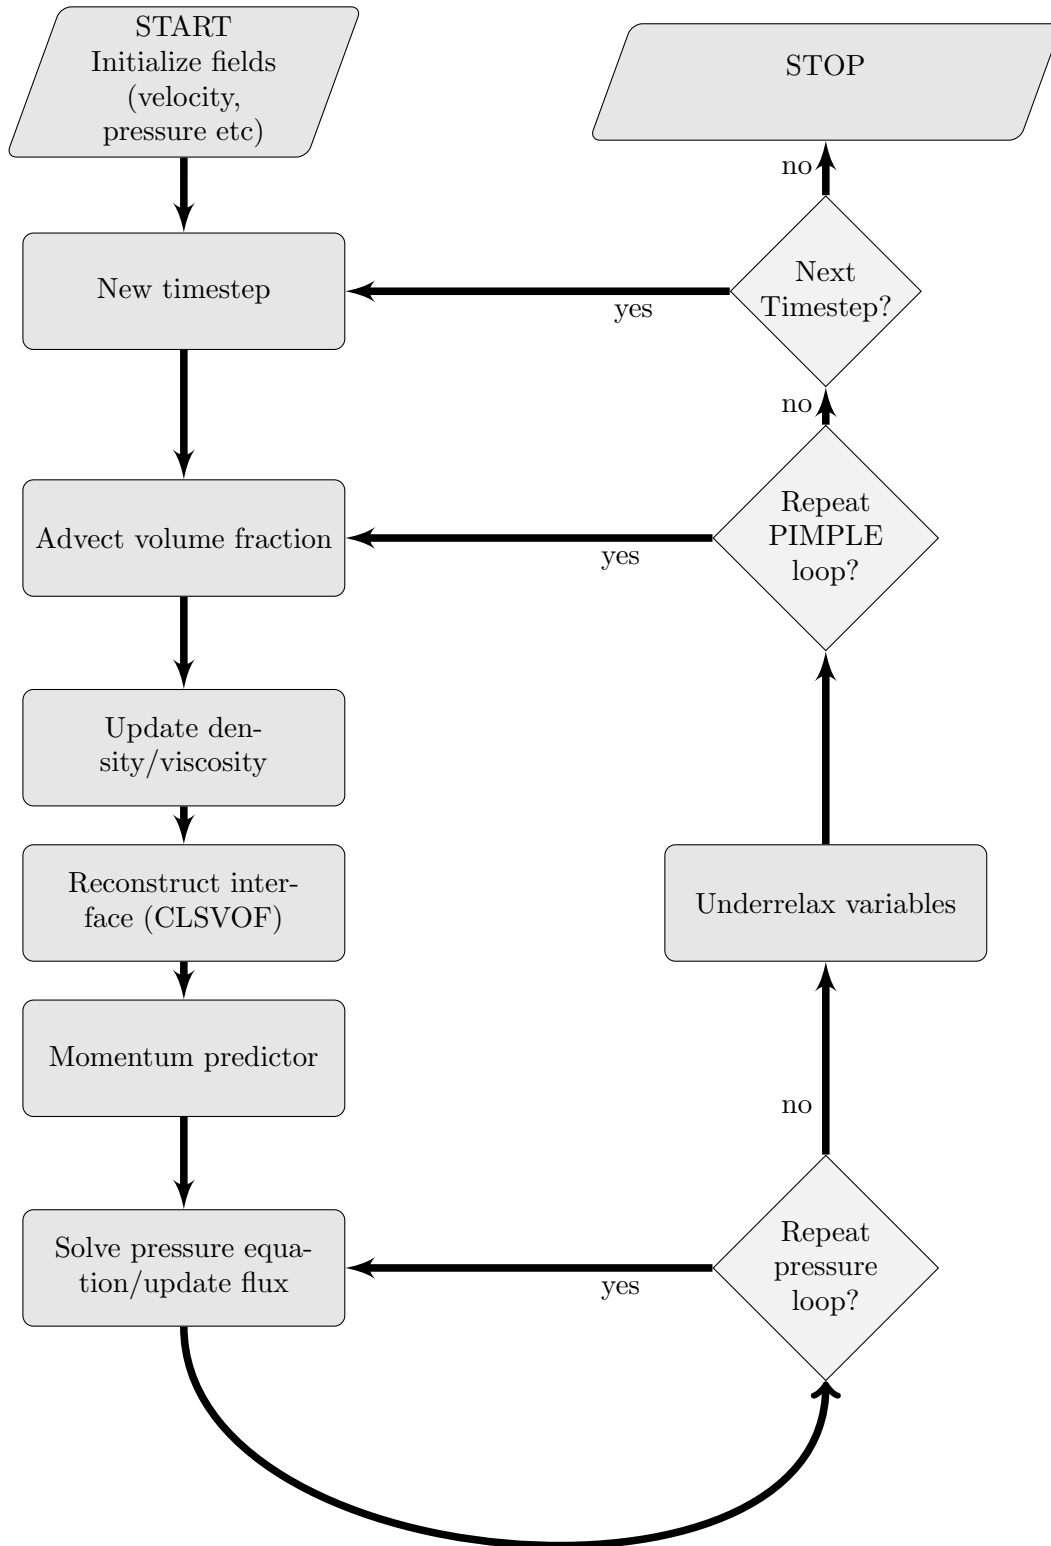 START
Initialize fields
(velocity,
pressure etc)
STOP
no
New timestep
yes
Next
Timestep?
no
Advect volume fraction
yes
Repeat
PIMPLE
loop?
Update den-
sity/viscosity
Reconstruct inter-
face (CLSVOF)
Underrelax variables
Momentum predictor
no
Solve pressure equa-
tion/update flux
yes
Repeat
pressure
loop?